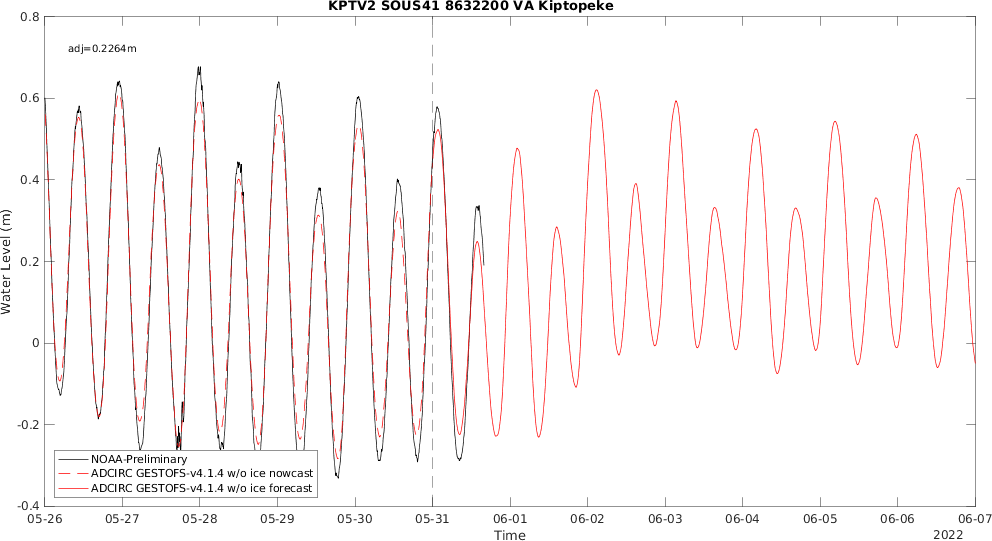 KPTV2 SOUS41 8632200 VA Kiptopeke
adj=0.2264m
Water Level (m)
0.8
0.6
0.4
0.2
0
-0.2
-0.4
NOAA-Preliminary
ADCIRC GESTOFS-v4.1.4 w/o ice nowcast
ADCIRC GESTOFS-v4.1.4 w/o ice forecast
05-26 05-27 05-28 05-29 05-30 05-31 06-01 06-02 06-03 06-04 06-05 06-06 06-07
Time
2022